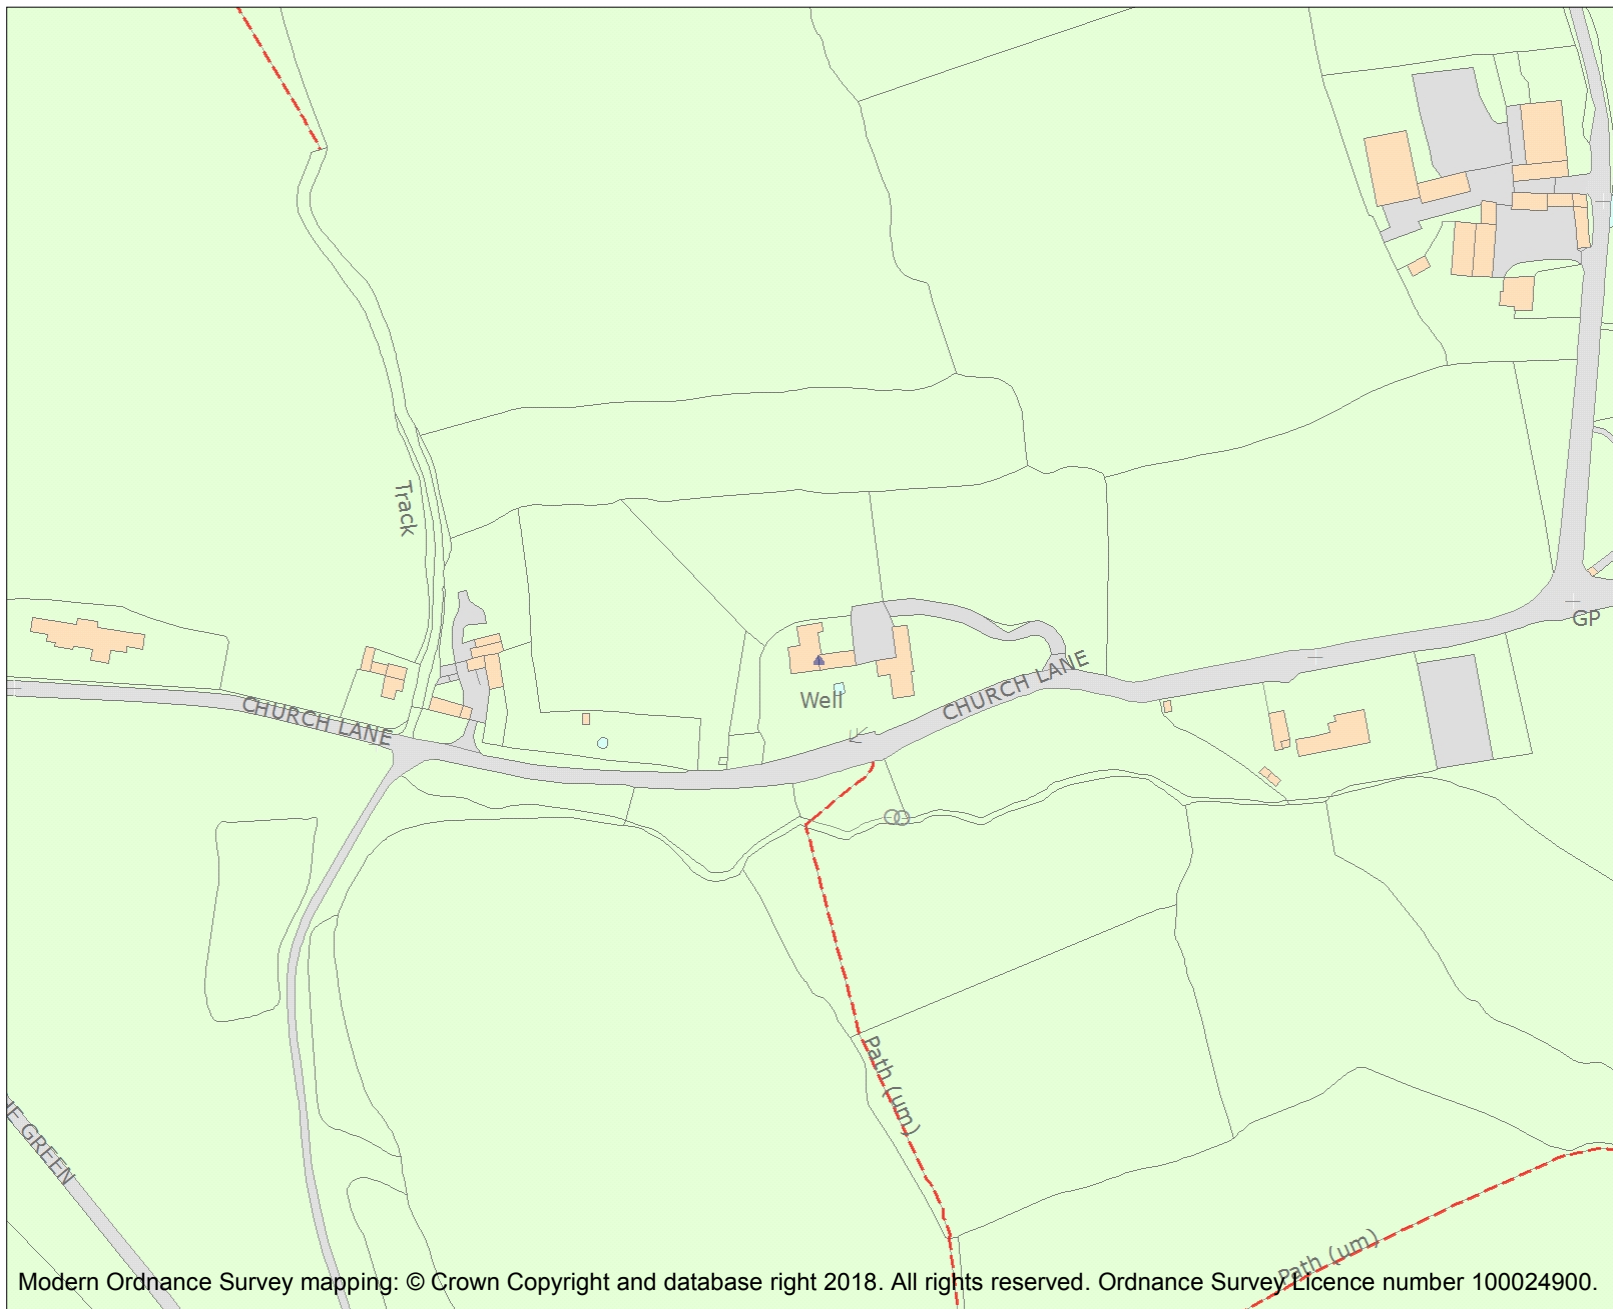 Track
CHURCH LANE
Well
CHURCH LANE
GP
Path (um)
GREEN
Path (um)
Modern Ordnance Survey mapping: © Crown Copyright and database right 2018. All rights reserved. Ordnance Survey Licence number 100024900.